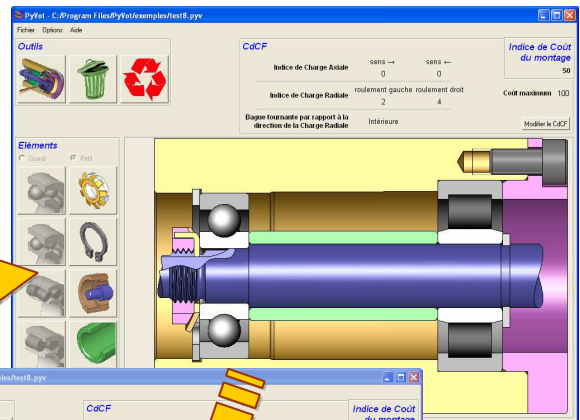 PyVot - C:/Program Files/PyVot/exemples/test8.pyv
Fichier Options Aide
Outils
CdCF
Indice de Charge Axiale
sens → sens ←
0 0
Indice de Charge Radiale
roulement gauche roulement droit
2 4
Bague tournante par rapport à la
direction de la Charge Radiale
Intérieure
Indice de Coût
du montage
50
Coût maximum 100
Modifier le CdCF
Eléments
Grand Petit
les/test8.pyv
CdCF
Indice de Coût
du montage